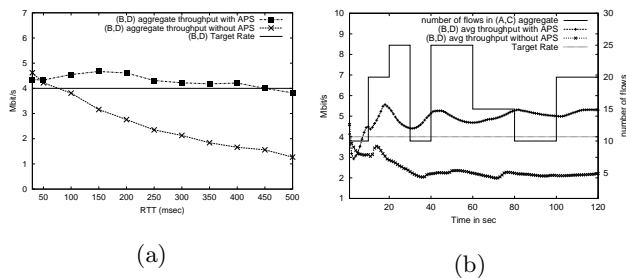 (B,D) aggregate throughput with APS
(B,D) aggregate throughput without APS
(B,D) Target Rate
7
6
5
4
3
2
1
0
Mbit/s
50 100 150 200 250 300 350 400 450 500
RTT (msec)
(a)
number of flows in (A,C) aggregate
(B,D) avg throughput with APS
(B,D) avg throughput without APS
Target Rate
10
9
8
7
6
5
4
3
2
1
Mbit/s
30
25
20
15
10
5
number of flows
20 40 60 80 100 120
Time in sec
(b)